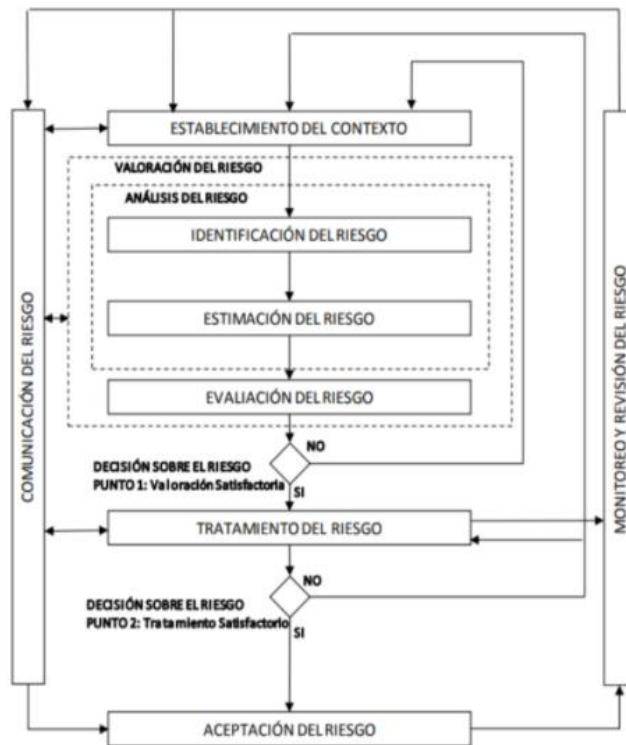 ESTABLECIMIENTO DEL CONTEXTO
VALORACIÓN DEL RIESGO
ANÁLISIS DEL RIESGO
IDENTIFICACIÓN DEL RIESGO
ESTIMACIÓN DEL RIESGO
EVALIACIÓN DEL RIESGO
NO
DECISIÓN SOBRE EL RIESGO
PUNTO 1: Valoración Satisfactoria
SI
TRATAMIENTO DEL RIESGO
NO
DECISIÓN SOBRE EL RIESGO
PUNTO 2: Tratamiento Satisfactorio
SI
ACEPTACIÓN DEL RIESGO
COMUNICACIÓN DEL RIESGO
MONITOREO Y REVISIÓN DEL RIESGO